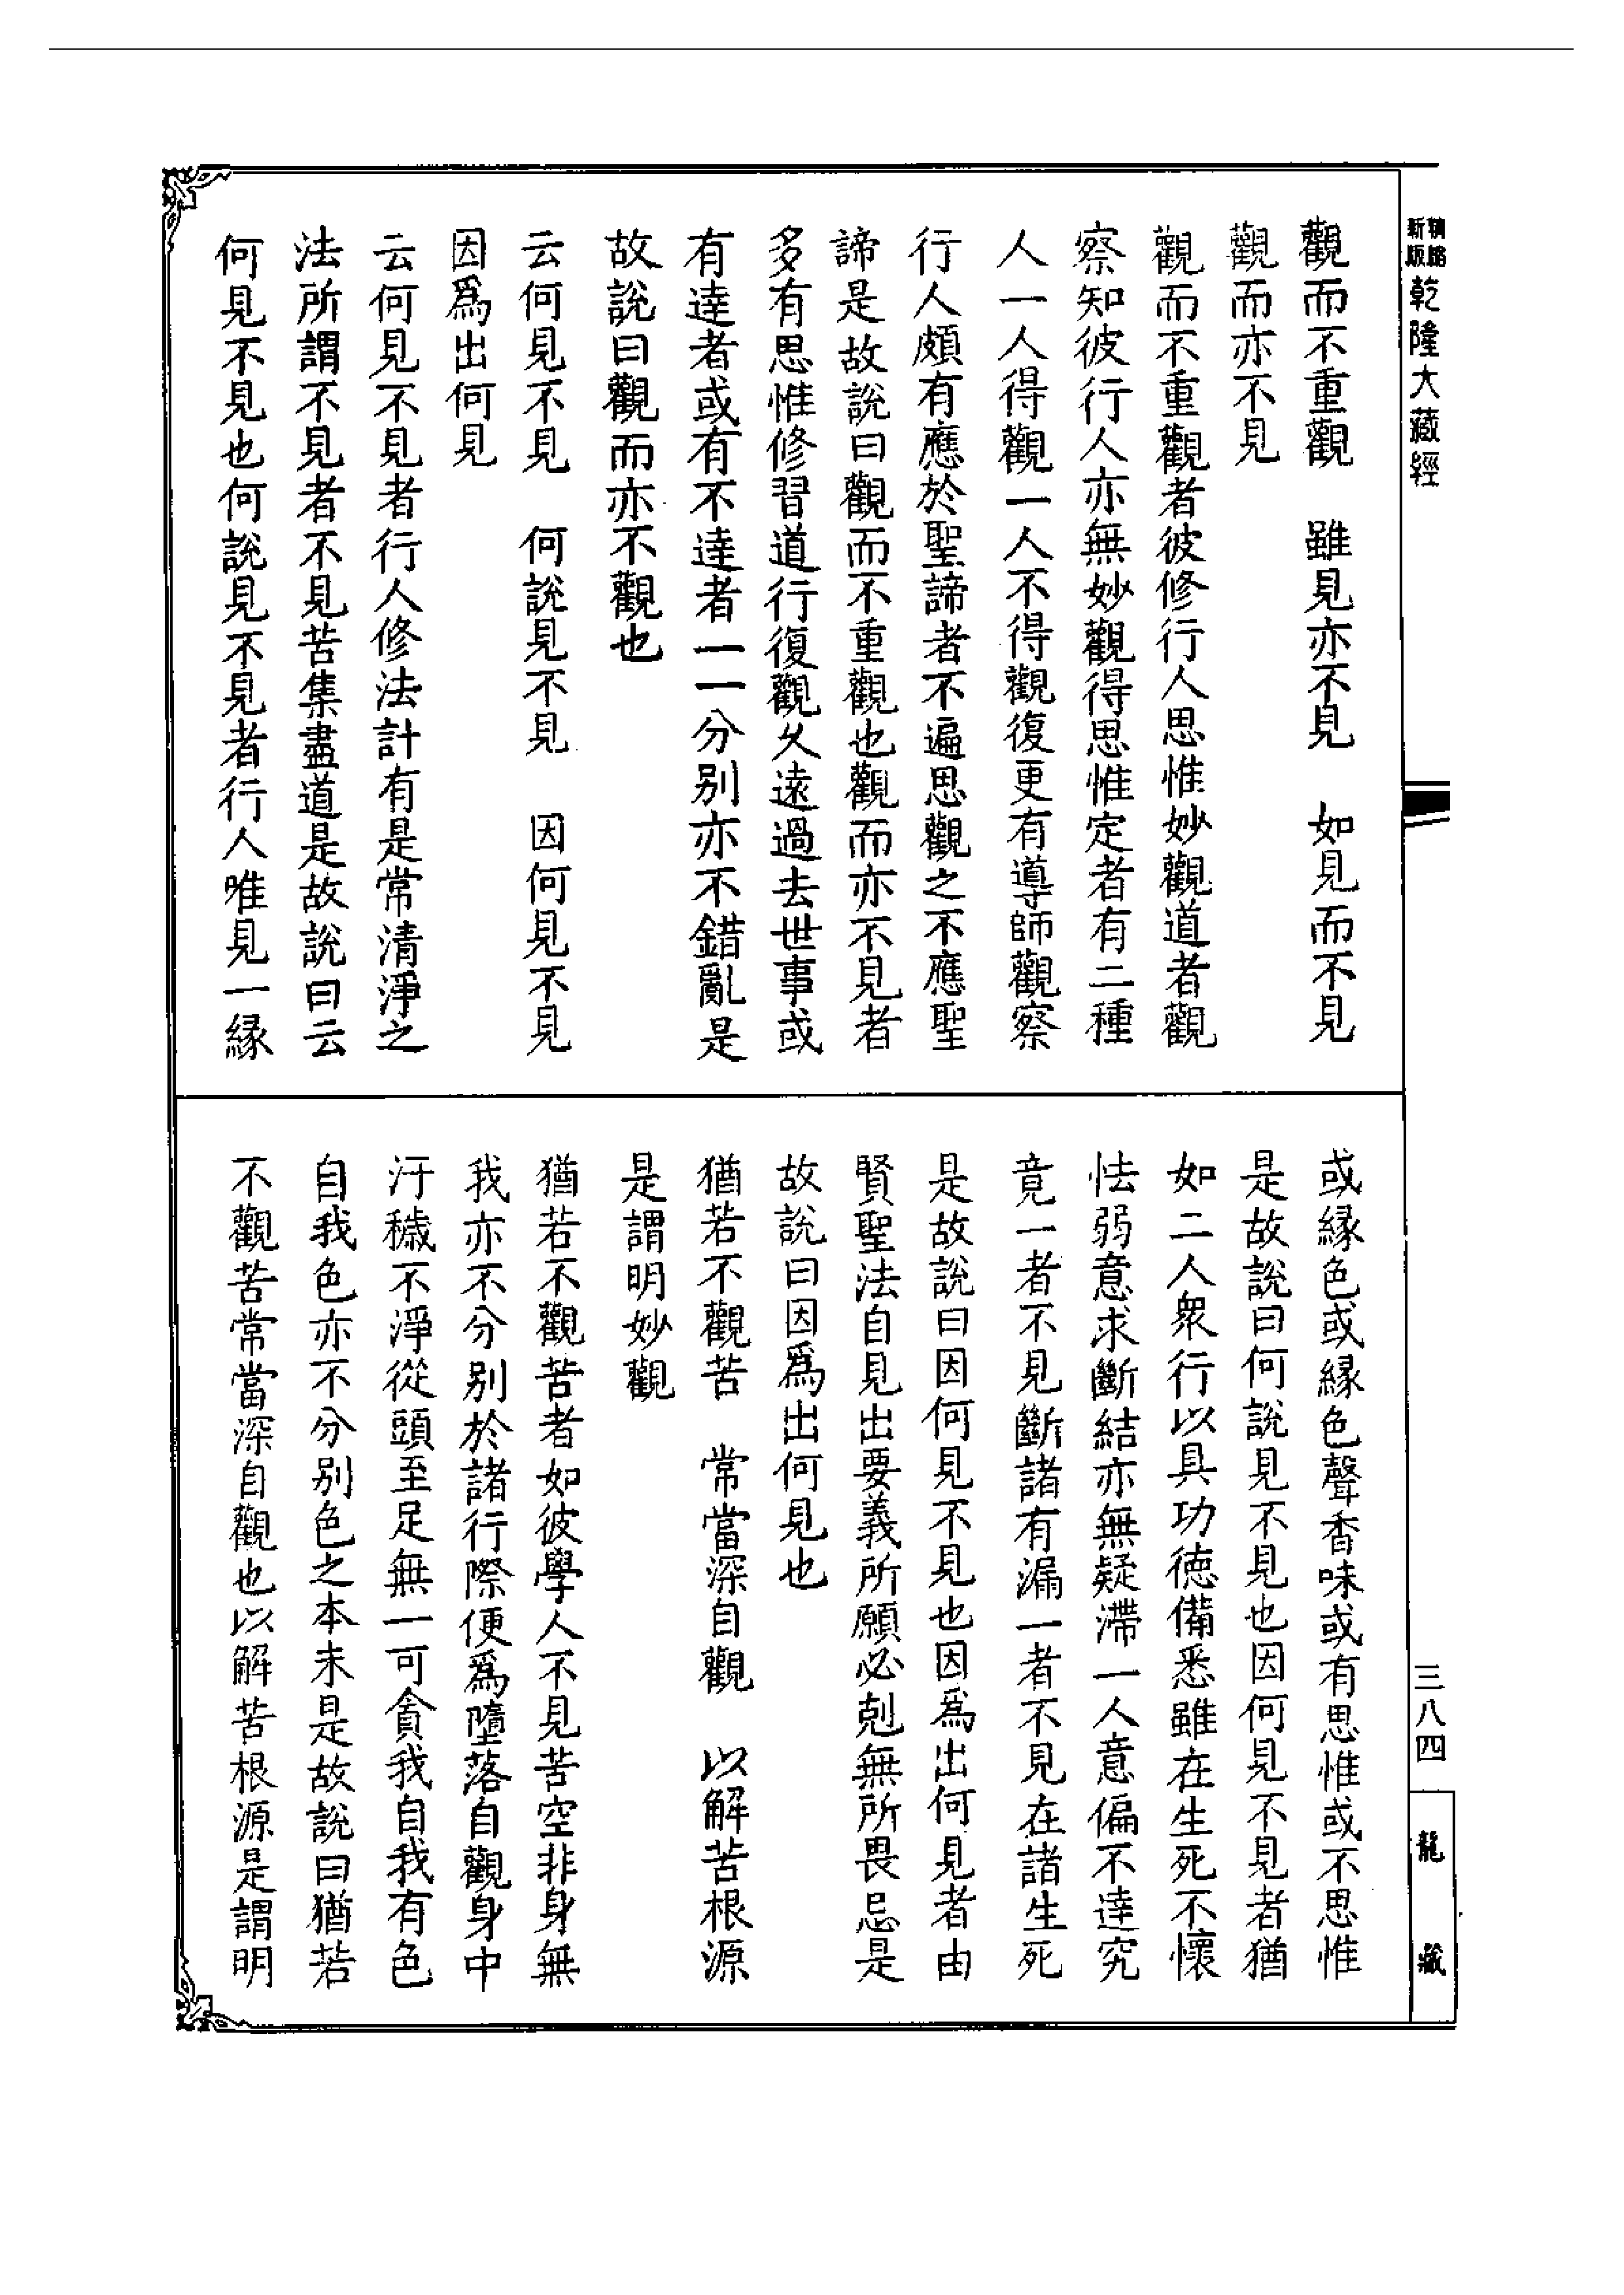 新版精縮乾隆大藏經
觀而不重觀　雖見亦不見　如見而不見
觀而亦不見
觀而不重觀者彼修行人思惟妙觀道者觀
察知彼行人亦無妙觀得思惟定者有二種
人一人得觀一人不得觀復更有導師觀察
行人頗有應於聖諦者不遍思觀之不應聖
諦是故說曰觀而不重觀也觀而亦不見者
多有思惟修習道行復觀久遠過去世事或
有達者或有不達者一一分別亦不錯亂是
故說曰觀而亦不觀也
云何見不見　何說見不見　因何見不見
因爲出何見
云何見不見者行人修法計有是常清淨之
法所謂不見者不見苦集盡道是故說曰云
何見不見也何說見不見者行人唯見一緣
或緣色或緣色聲香味或有思惟或不思惟
是故說曰何說見不見也因何見不見者猶
如二人衆行以具功德備悉雖在生死不懷
怯弱意求斷結亦無疑滯一人意偏不達究
竟一者不見斷諸有漏一者不見在諸生死
是故說曰因何見不見也因爲出何見者由
賢聖法自見出要義所願必剋無所畏忌是
故說曰因爲出何見也
猶若不觀苦　常當深自觀　以解苦根源
是謂明妙觀
猶若不觀苦者如彼學人不見苦空非身無
我亦不分別於諸行際便爲墮落自觀身中
汙穢不淨從頭至足無一可貪我自我有色
自我色亦不分別色之本末是故說曰猶若
不觀苦常當深自觀也以解苦根源是謂明
三八四
龍藏